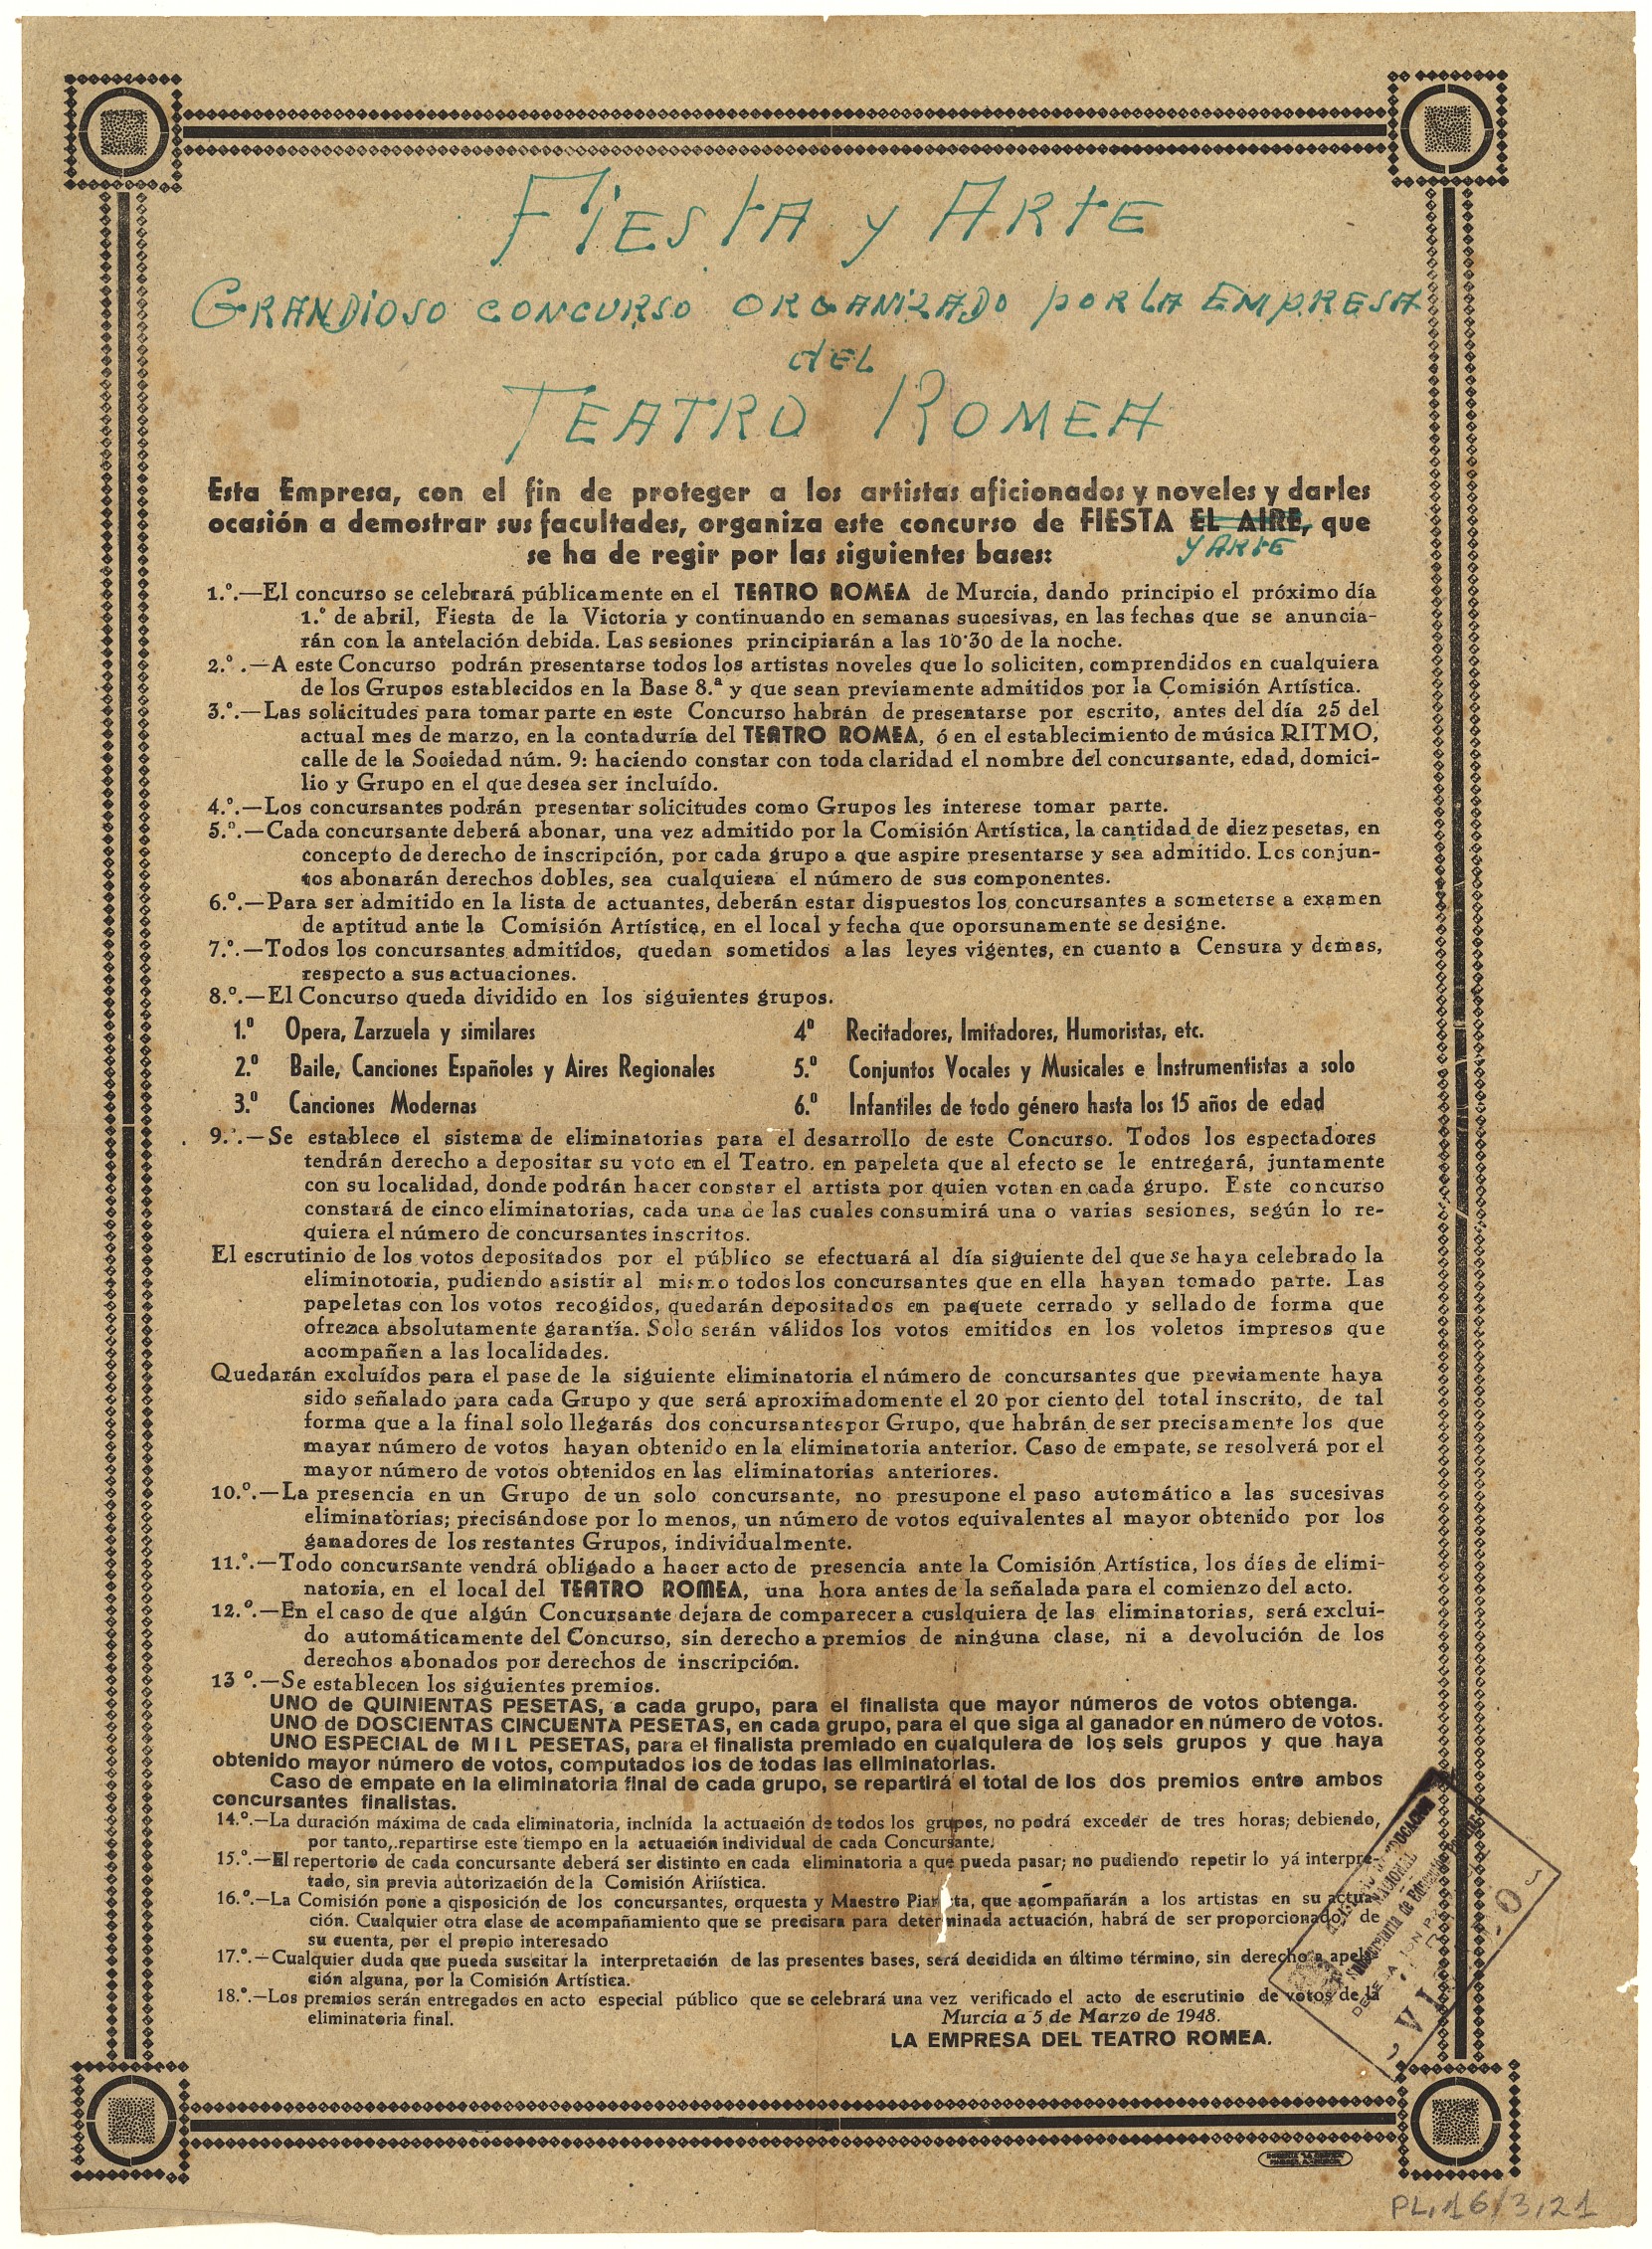 FIESTA Y ARTE
GRANDIOSO CONCURSO ORGANIZADO POR LA EMPRESA
DEL
TEATRO ROMEA
Esta Empresa, con el fin de proteger a los artistas aficionados y noveles y darles
ocasión a demostrar sus facultades, organiza este concurso de FIESTA EL AIRE, que
Y ARTE
se ha de regir por las siguientes bases:
1.º.—El concurso se celebrará públicamente en el TEATRO ROMEA de Murcia, dando principio el próximo día
1.º de abril, Fiesta de la Victoria y continuando en semanas sucesivas, en las fechas que se anuncia-
rán con la antelación debida. Las sesiones principiarán a las 10'30 de la noche.
2.º.—A este Concurso podrán presentarse todos los artistas noveles que lo soliciten, comprendidos en cualquiera
de los Grupos establecidos en la Base 8.ª y que sean previamente admitidos por la Comisión Artística.
3.º.—Las solicitudes para tomar parte en este Concurso habrán de presentarse por escrito, antes del día 25 del
actual mes de marzo, en la contaduría del TEATRO ROMEA, ó en el establecimiento de música RITMO,
calle de la Sociedad núm. 9: haciendo constar con toda claridad el nombre del concursante, edad, domici-
lio y Grupo en el que desea ser incluído.
4.º.—Los concursantes podrán presentar solicitudes como Grupos les interese tomar parte.
5.º.—Cada concursante deberá abonar, una vez admitido por la Comisión Artística, la cantidad de diez pesetas, en
concepto de derecho de inscripción, por cada grupo a que aspire presentarse y sea admitido. Los conjun-
tos abonarán derechos dobles, sea cualquiera el número de sus componentes.
6.º.—Para ser admitido en la lista de actuantes, deberán estar dispuestos los concursantes a someterse a examen
de aptitud ante la Comisión Artística, en el local y fecha que oporsunamente se designe.
7.º.—Todos los concursantes admitidos, quedan sometidos a las leyes vigentes, en cuanto a Censura y demas,
respecto a sus actuaciones.
8.º.—El Concurso queda dividido en los siguientes grupos.
1.º Opera, Zarzuela y similares
2.º Baile, Canciones Españoles y Aires Regionales
3.º Canciones Modernas
4º Recitadores, Imitadores, Humoristas, etc.
5.º Conjuntos Vocales y Musicales e Instrumentistas a solo
6.º Infantiles de todo género hasta los 15 años de edad
9.º.—Se establece el sistema de eliminatorias para el desarrollo de este Concurso. Todos los espectadores
tendrán derecho a depositar su voto en el Teatro. en papeleta que al efecto se le entregará, juntamente
con su localidad, donde podrán hacer constar el artista por quien votan en cada grupo. Este concurso
constará de cinco eliminatorias, cada una de las cuales consumirá una o varias sesiones, según lo re-
quiera el número de concursantes inscritos.
El escrutinio de los votos depositados por el público se efectuará al día siguiente del que se haya celebrado la
eliminotoria, pudiendo asistir al mismo todos los concursantes que en ella hayan tomado parte. Las
papeletas con los votos recogidos, quedarán depositados en paquete cerrado y sellado de forma que
ofrezca absolutamente garantía. Solo serán válidos los votos emitidos en los voletos impresos que
acompañen a las localidades.
Quedarán excluídos para el pase de la siguiente eliminatoria el número de concursantes que previamente haya
sido señalado para cada Grupo y que será aproximadomente el 20 por ciento del total inscrito, de tal
forma que a la final solo llegarás dos concursantes por Grupo, que habrán de ser precisamente los que
mayar número de votos hayan obtenido en la eliminatoria anterior. Caso de empate, se resolverá por el
mayor número de votos obtenidos en las eliminatorias anteriores.
10.º.—La presencia en un Grupo de un solo concursante, no presupone el paso automático a las sucesivas
eliminatorias; precisándose por lo menos, un número de votos equivalentes al mayor obtenido por los
ganadores de los restantes Grupos, individualmente.
11.º.—Todo concursante vendrá obligado a hacer acto de presencia ante la Comisión Artística, los días de elimi-
natoria, en el local del TEATRO ROMEA, una hora antes de la señalada para el comienzo del acto.
12.º.—En el caso de que algún Concursante dejara de comparecer a cuslquiera de las eliminatorias, será exclui-
do automáticamente del Concurso, sin derecho a premios de ninguna clase, ni a devolución de los
derechos abonados por derechos de inscripción.
13º.—Se establecen los siguientes premios.
UNO de QUINIENTAS PESETAS, a cada grupo, para el finalista que mayor números de votos obtenga.
UNO de DOSCIENTAS CINCUENTA PESETAS, en cada grupo, para el que siga al ganador en número de votos.
UNO ESPECIAL de MIL PESETAS, para el finalista premiado en cualquiera de los seis grupos y que haya
obtenido mayor número de votos, computados los de todas las eliminatorias.
Caso de empate en la eliminatoria final de cada grupo, se repartirá el total de los dos premios entre ambos
concursantes finalistas.
14.º.—La duración máxima de cada eliminatoria, inclnída la actuación de todos los grupos, no podrá exceder de tres horas; debiendo,
por tanto, repartirse este tiempo en la actuación individual de cada Concursante.
15.º.—El repertorio de cada concursante deberá ser distinto en cada eliminatoria a que pueda pasar; no pudiendo repetir lo yá interpre-
tado, sin previa autorización de la Comisión Ariística.
16.º.—La Comisión pone a qisposición de los concursantes, orquesta y Maestro Pianista, que acompañarán a los artistas en su actua-
ción. Cualquier otra clase de acompañamiento que se precisara para determinada actuación, habrá de ser proporcionado, de
su cuenta, por el propio interesado
17.º.—Cualquier duda que pueda suscitar la interpretación de las presentes bases, será decidida en último término, sin derecho a apela-
ción alguna, por la Comisión Artística.
18.º.—Los premios serán entregados en acto especial público que se celebrará una vez verificado el acto de escrutinio de votos de la
eliminatoria final.
Murcia a 5 de Marzo de 1948.
LA EMPRESA DEL TEATRO ROMEA.
PL,16/3,21